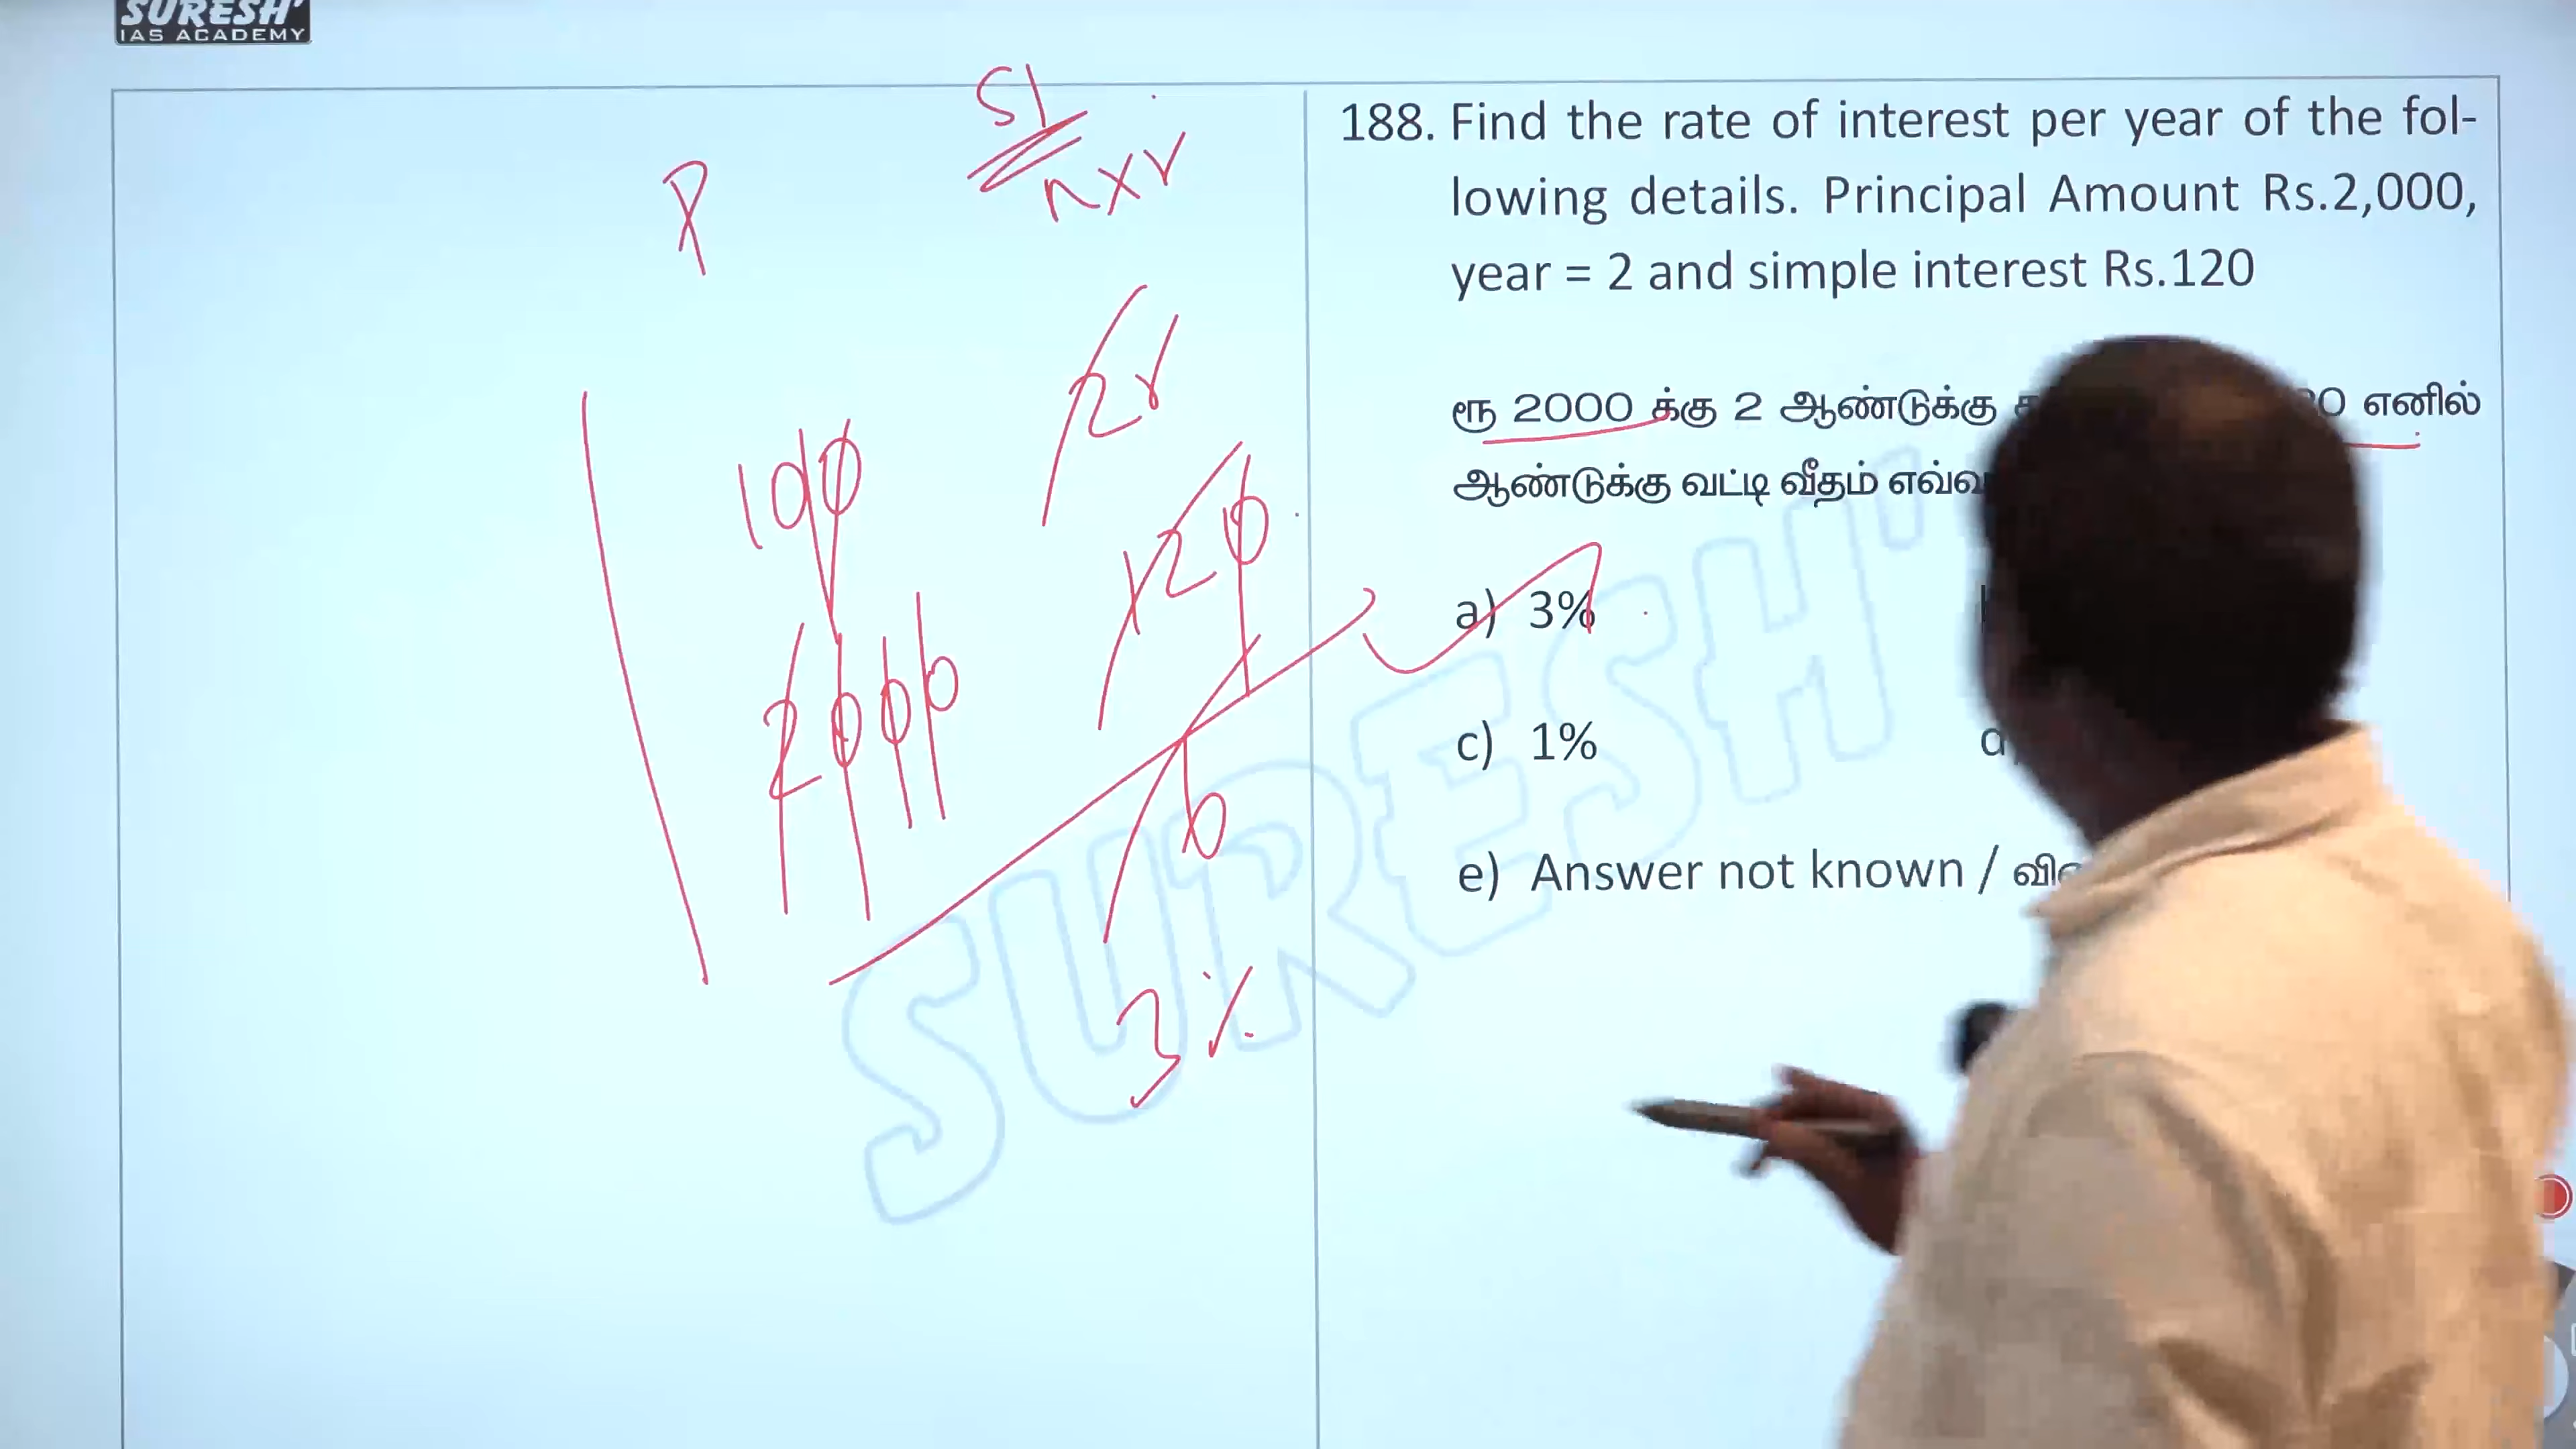 SURESH'
IAS ACADEMY
SI
P
n×r
2r
100
120
2000
6
3%
188. Find the rate of interest per year of the fol-
lowing details. Principal Amount Rs.2,000,
year = 2 and simple interest Rs.120
ரூ 2000 க்கு 2 ஆண்டுக்கு எனில்
ஆண்டுக்கு வட்டி வீதம்
a) 3%
c) 1%
e) Answer not known /
SURESH'